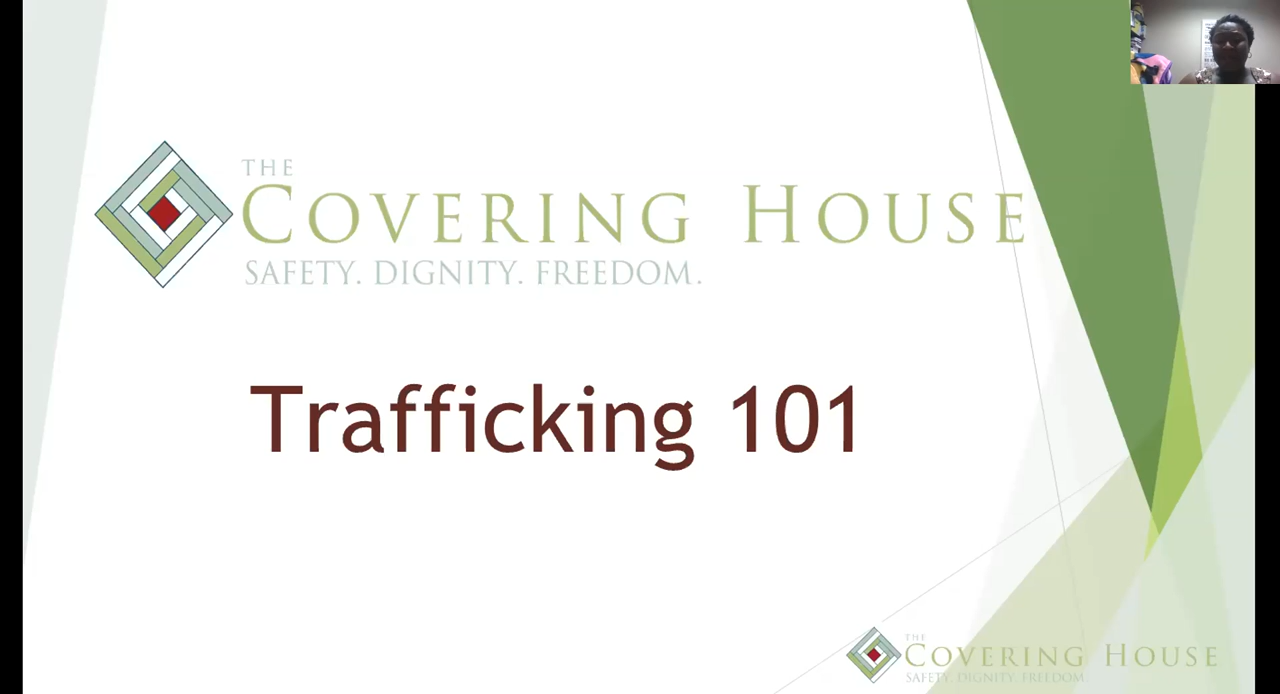 THE
COVERING HOUSE
SAFETY. DIGNITY. FREEDOM.
Trafficking 101
THE
COVERING HOUSE
SAFETY. DIGNITY. FREEDOM.